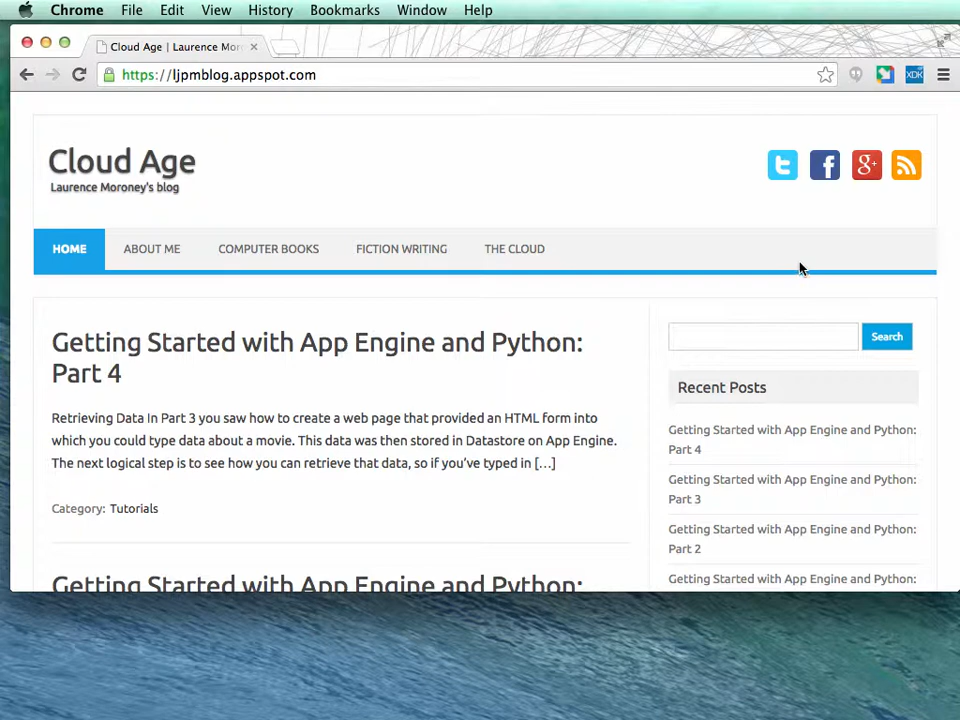 Chrome File Edit View History Bookmarks Window Help
Cloud Age | Laurence Mor
https://ljpmblog.appspot.com
XDK
Cloud Age
Laurence Moroney's blog
HOME ABOUT ME COMPUTER BOOKS FICTION WRITING THE CLOUD
Getting Started with App Engine and Python:
Part 4
Retrieving Data In Part 3 you saw how to create a web page that provided an HTML form into
which you could type data about a movie. This data was then stored in Datastore on App Engine.
The next logical step is to see how you can retrieve that data, so if you've typed in […]
Category: Tutorials
Getting Started with App Engine and Python:
Search
Recent Posts
Getting Started with App Engine and Python:
Part 4
Getting Started with App Engine and Python:
Part 3
Getting Started with App Engine and Python:
Part 2
Getting Started with App Engine and Python: